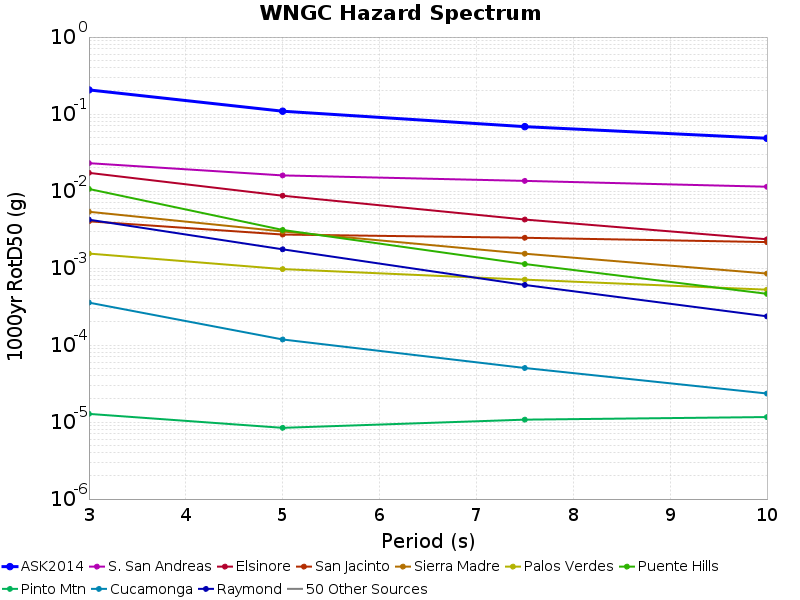 WNGC Hazard Spectrum
1000yr RotD50 (g)
10^0
10^-1
10^-2
10^-3
10^-4
10^-5
10^-6
3 4 5 6 7 8 9 10
Period (s)
ASK2014 S. San Andreas Elsinore San Jacinto Sierra Madre Palos Verdes Puente Hills
Pinto Mtn Cucamonga Raymond 50 Other Sources